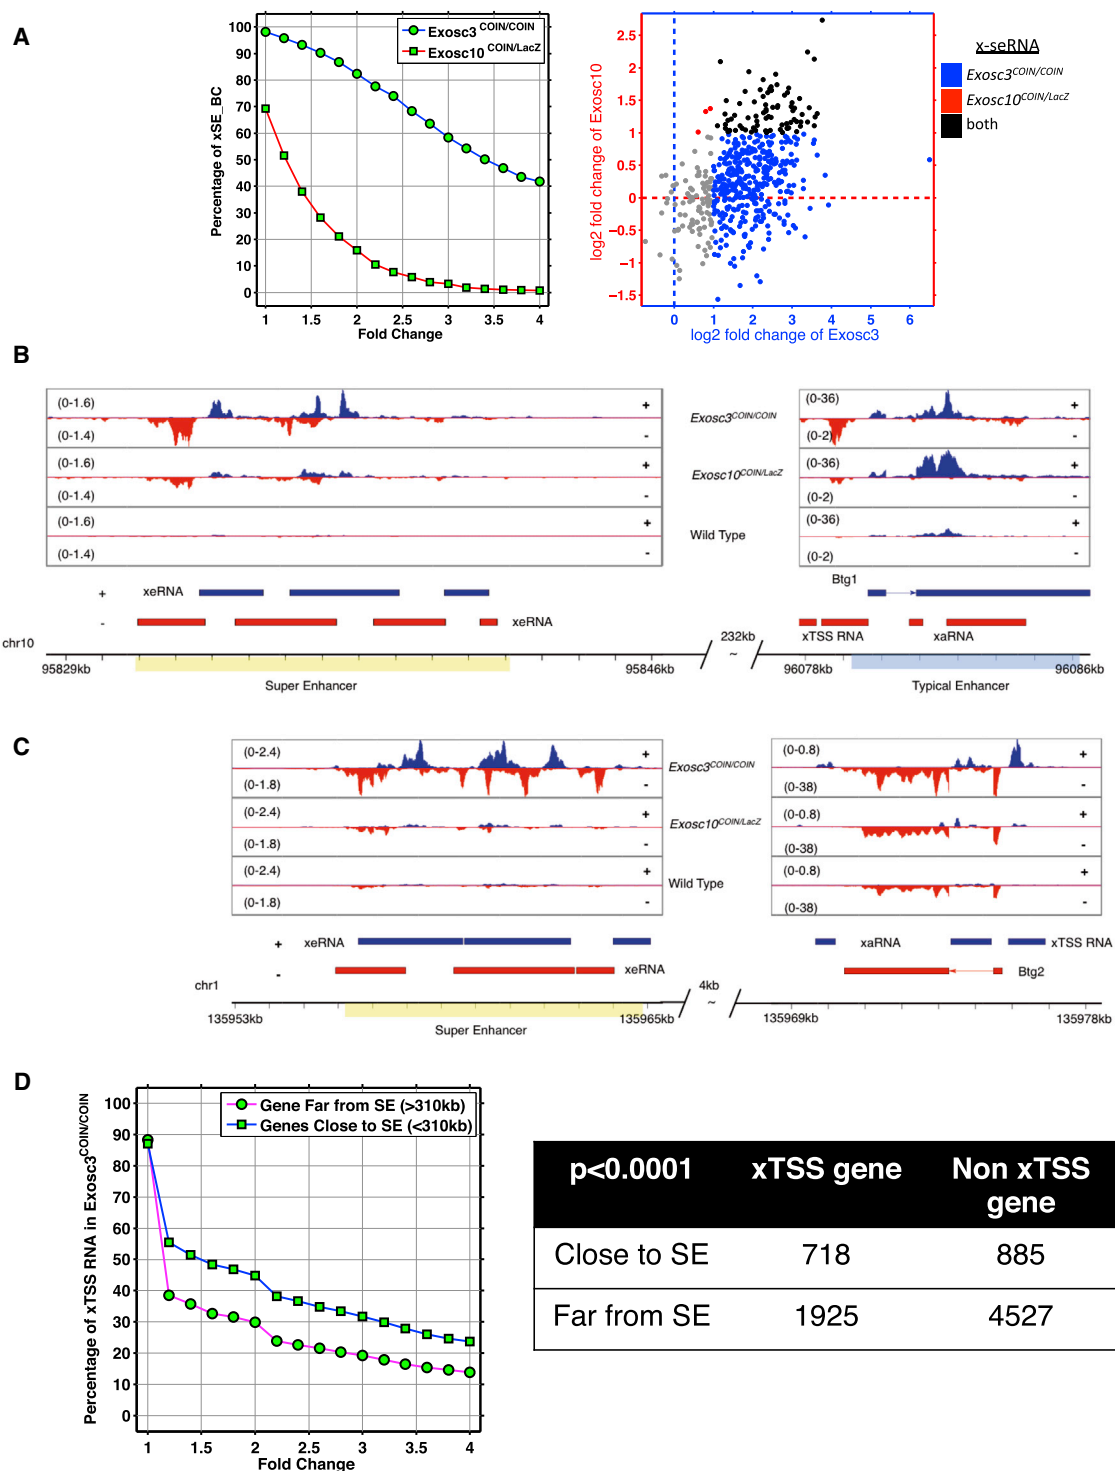 A
Percentage of xSE_BC
100
90
80
70
60
50
40
30
20
10
0
Exosc3 COIN/COIN
Exosc10 COIN/LacZ
1 1.5 2 2.5 3 3.5 4
Fold Change
log2 fold change of Exosc10
2.5
2
1.5
1
0.5
0
−0.5
−1
−1.5
0 1 2 3 4 5 6
log2 fold change of Exosc3
x-seRNA
Exosc3COIN/COIN
Exosc10COIN/LacZ
both
B
(0-1.6) +
(0-1.4) -
(0-1.6) +
(0-1.4) -
(0-1.6) +
(0-1.4) -
Exosc3COIN/COIN
Exosc10COIN/LacZ
Wild Type
(0-36) +
(0-2) -
(0-36) +
(0-2) -
(0-36) +
(0-2) -
Btg1
+ xeRNA
- xeRNA
xTSS RNA xaRNA
chr10
232kb
~
95829kb 95846kb 96078kb 96086kb
Super Enhancer
Typical Enhancer
C
(0-2.4) +
(0-1.8) -
(0-2.4) +
(0-1.8) -
(0-2.4) +
(0-1.8) -
Exosc3COIN/COIN
Exosc10COIN/LacZ
Wild Type
(0-0.8) +
(0-38) -
(0-0.8) +
(0-38) -
(0-0.8) +
(0-38) -
+ xeRNA
- xeRNA
xaRNA xTSS RNA
Btg2
chr1
4kb
~
135953kb 135965kb 135969kb 135978kb
Super Enhancer
D
Percentage of xTSS RNA in Exosc3COIN/COIN
100
90
80
70
60
50
40
30
20
10
0
Gene Far from SE (>310kb)
Genes Close to SE (<310kb)
1 1.5 2 2.5 3 3.5 4
Fold Change
p<0.0001 xTSS gene Non xTSS gene
Close to SE 718 885
Far from SE 1925 4527